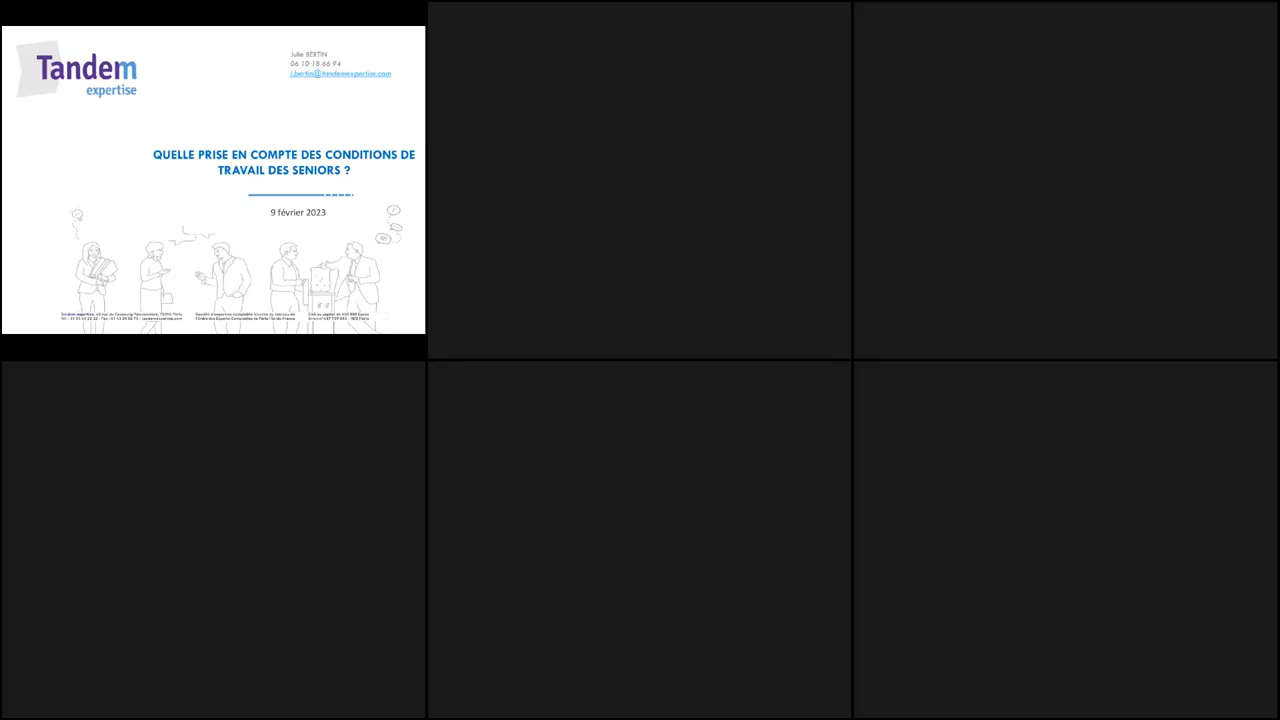 Tandem
expertise
Julie BERTIN
06 10 18 66 94
j.bertin@tandemexpertise.com
QUELLE PRISE EN COMPTE DES CONDITIONS DE
TRAVAIL DES SENIORS ?
9 février 2023